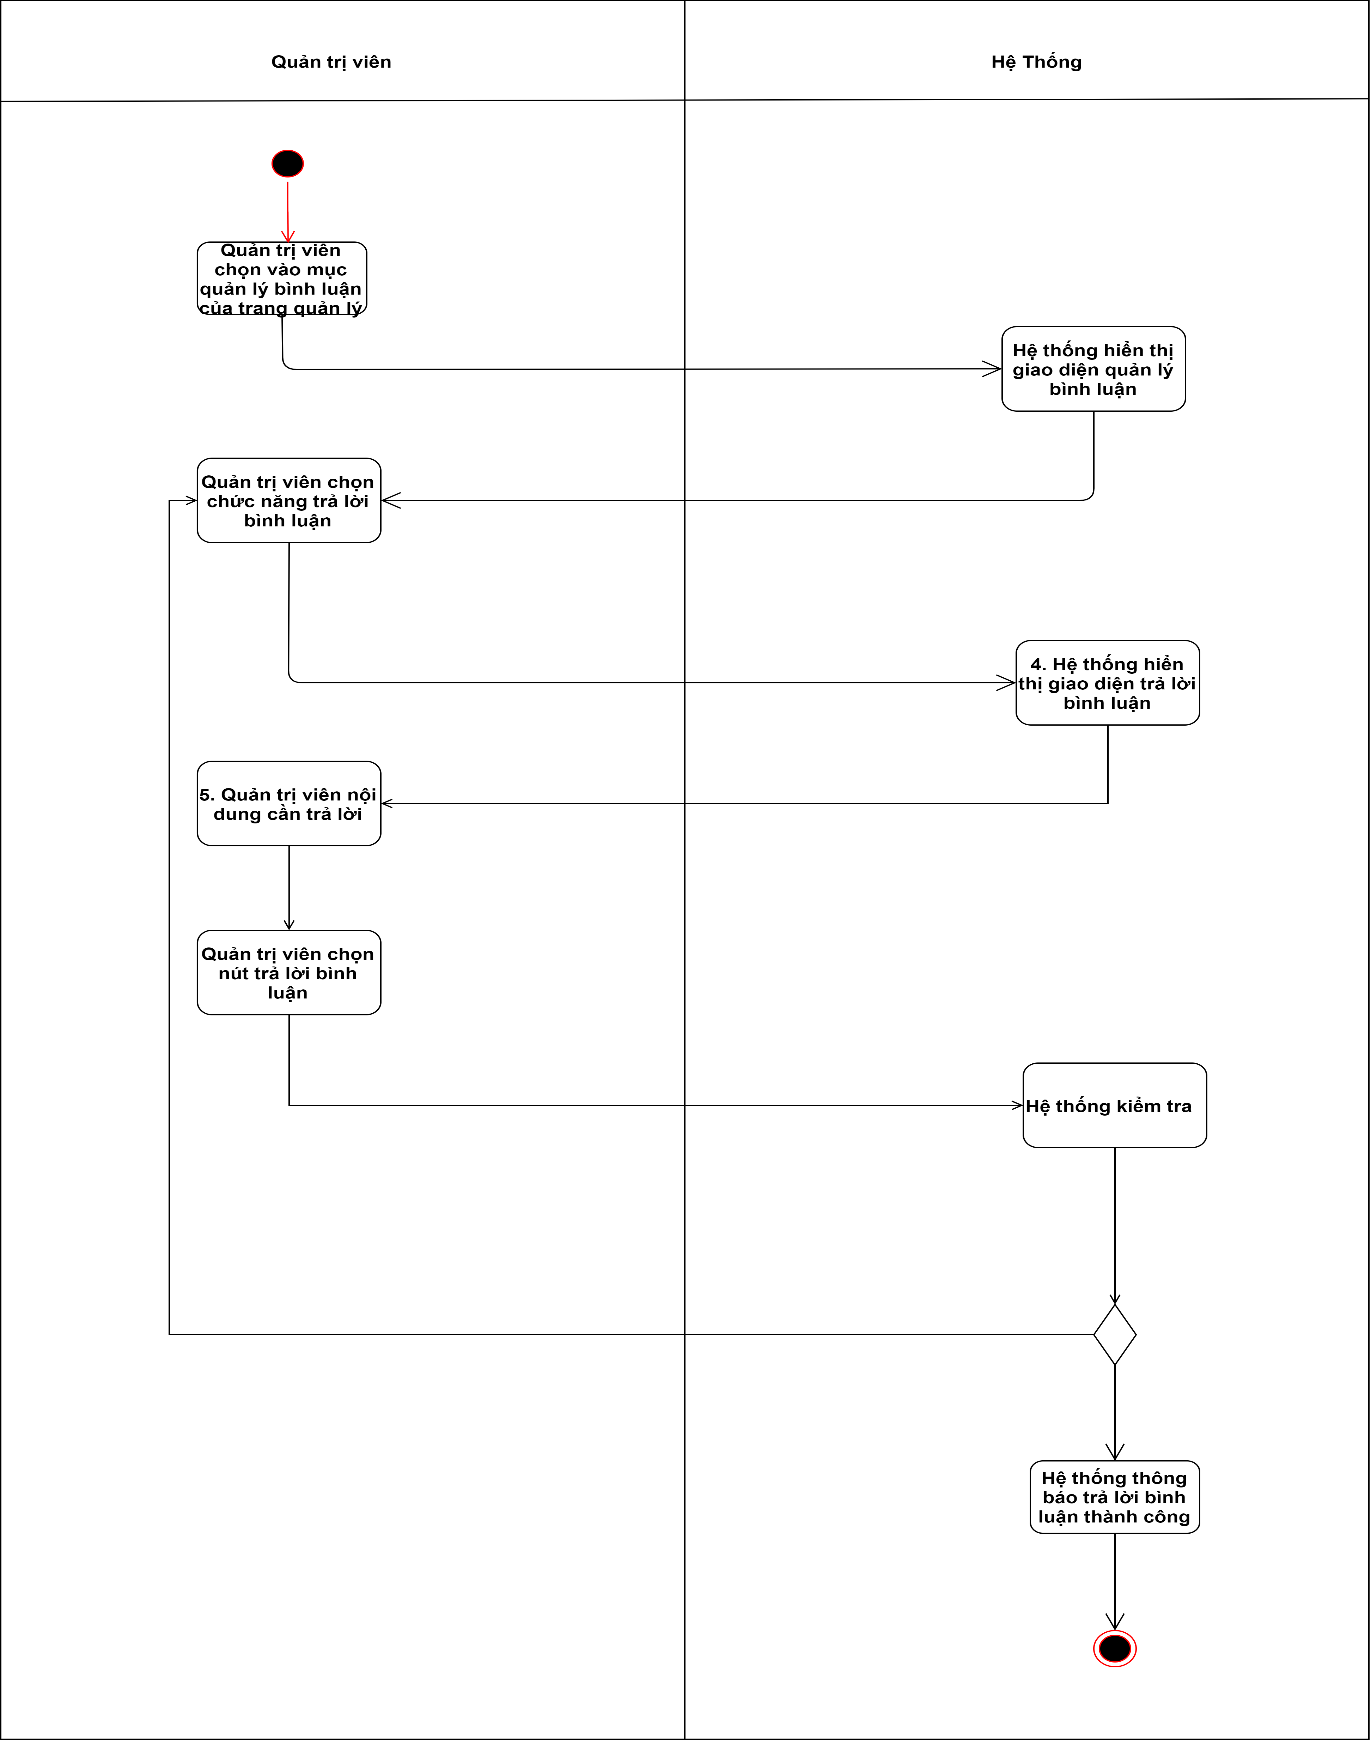 Quản trị viên
Hệ Thống
Quản trị viên
chọn vào mục
quản lý bình luận
của trang quản lý
Hệ thống hiển thị
giao diện quản lý
bình luận
Quản trị viên chọn
chức năng trả lời
bình luận
4. Hệ thống hiển
thị giao diện trả lời
bình luận
5. Quản trị viên nội
dung cần trả lời
Quản trị viên chọn
nút trả lời bình
luận
Hệ thống kiểm tra
Hệ thống thông
báo trả lời bình
luận thành công